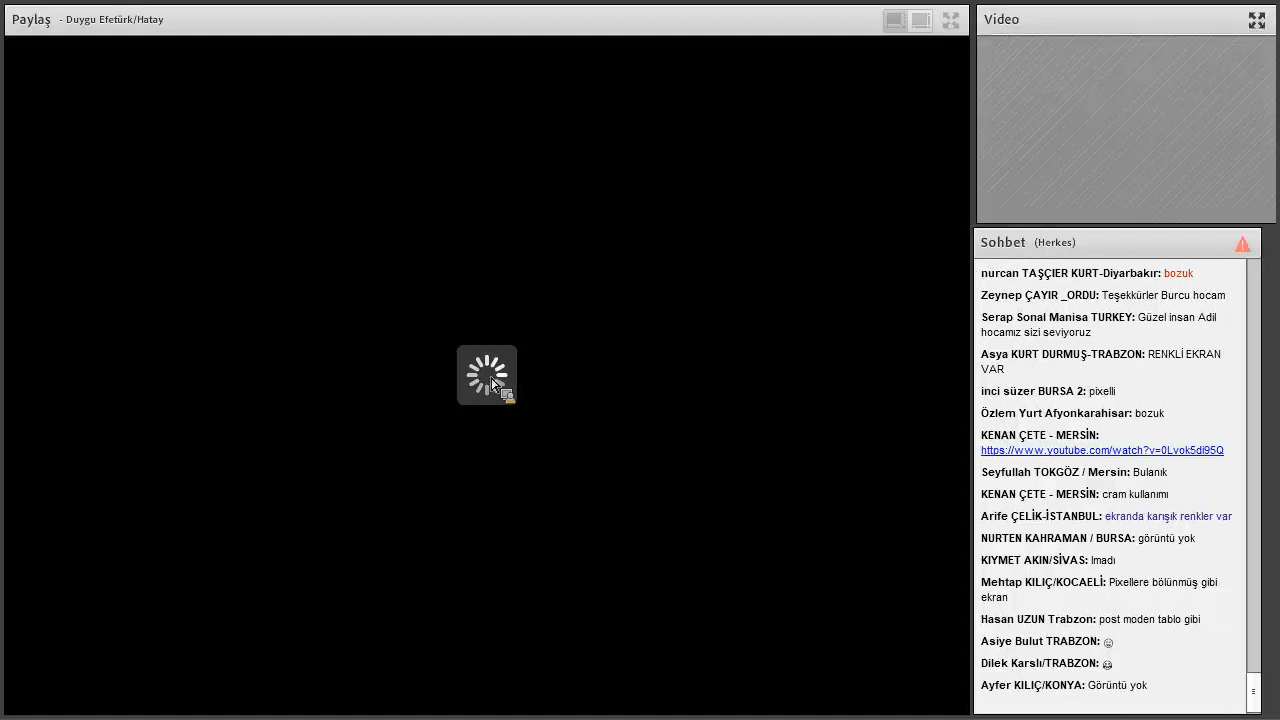 Paylaş - Duygu Efetürk/Hatay
Video
Sohbet (Herkes)
nurcan TAŞÇIER KURT-Diyarbakır: bozuk
Zeynep ÇAYIR _ORDU: Teşekkürler Burcu hocam
Serap Sonal Manisa TURKEY: Güzel insan Adil
hocamız sizi seviyoruz
Asya KURT DURMUŞ-TRABZON: RENKLİ EKRAN
VAR
inci süzer BURSA 2: pixelli
Özlem Yurt Afyonkarahisar: bozuk
KENAN ÇETE - MERSİN:
https://www.youtube.com/watch?v=0Lvok5di95Q
Seyfullah TOKGÖZ / Mersin: Bulanık
KENAN ÇETE - MERSİN: cram kullanımı
Arife ÇELİK-İSTANBUL: ekranda karışık renkler var
NURTEN KAHRAMAN / BURSA: görüntü yok
KIYMET AKIN/SİVAS: lmadı
Mehtap KILIÇ/KOCAELİ: Pixellere bölünmüş gibi
ekran
Hasan UZUN Trabzon: post moden tablo gibi
Asiye Bulut TRABZON:
Dilek Karslı/TRABZON:
Ayfer KILIÇ/KONYA: Görüntü yok